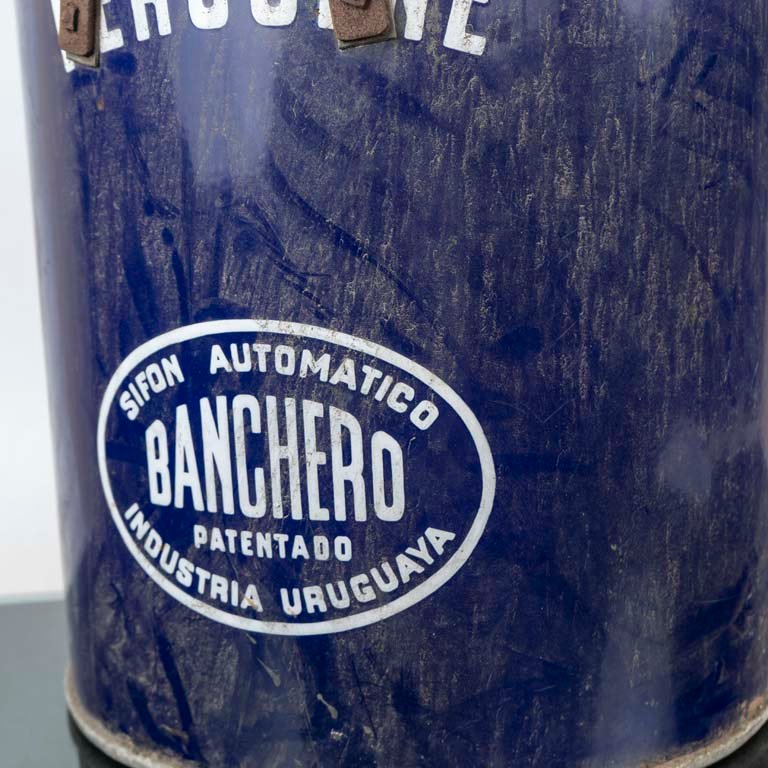 SIFON AUTOMATICO
BANCHERO
PATENTADO
INDUSTRIA URUGUAYA